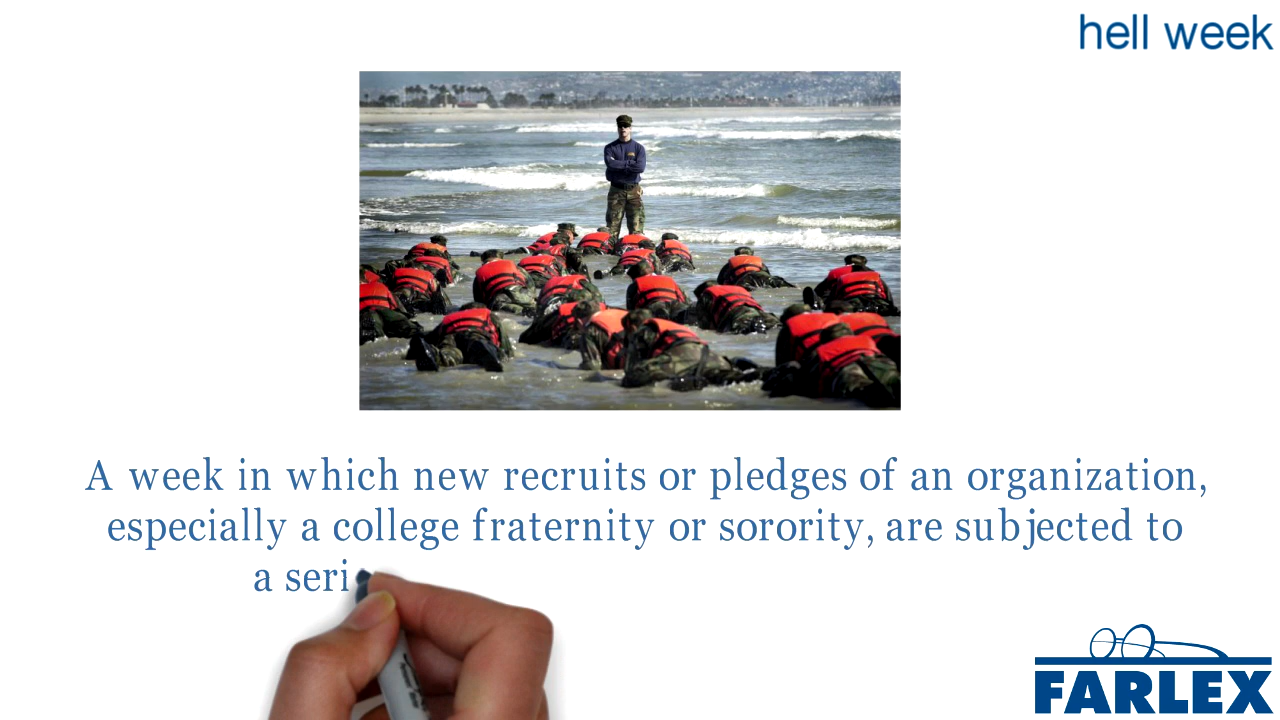 hell week
A week in which new recruits or pledges of an organization,
especially a college fraternity or sorority, are subjected to
a seri
FARLEX